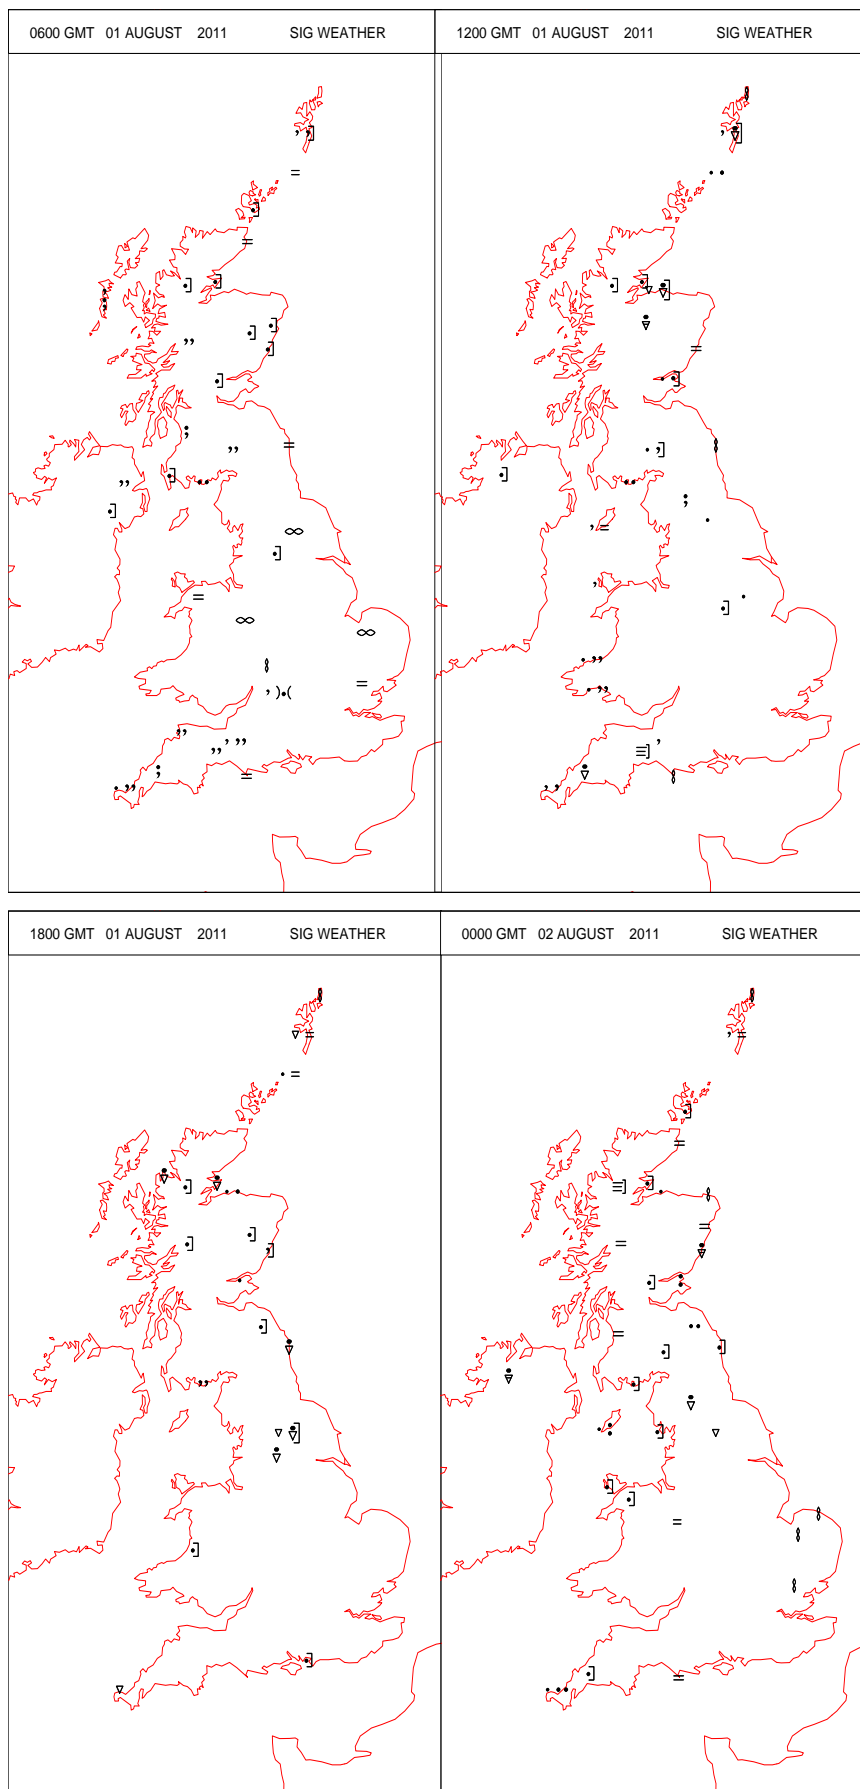 0600 GMT 01 AUGUST 2011 SIG WEATHER
1200 GMT 01 AUGUST 2011 SIG WEATHER
1800 GMT 01 AUGUST 2011 SIG WEATHER
0000 GMT 02 AUGUST 2011 SIG WEATHER